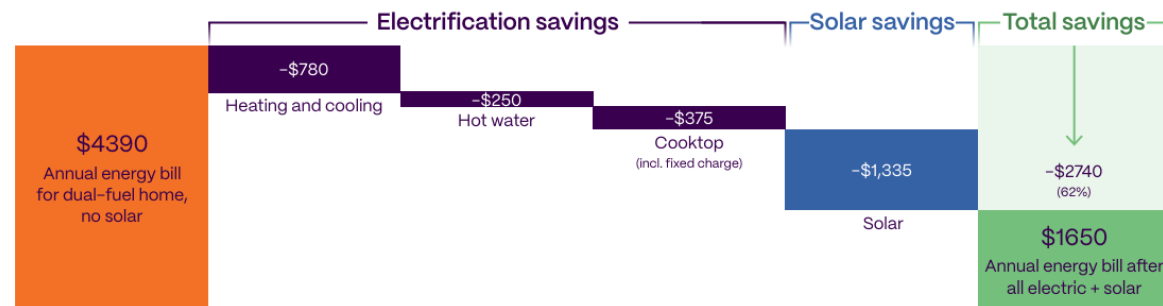 Electrification savings
Solar savings
Total savings
$4390
Annual energy bill
for dual-fuel home,
no solar
-$780
Heating and cooling
-$250
Hot water
-$375
Cooktop
(incl. fixed charge)
-$1,335
Solar
-$2740
(62%)
$1650
Annual energy bill after
all electric + solar